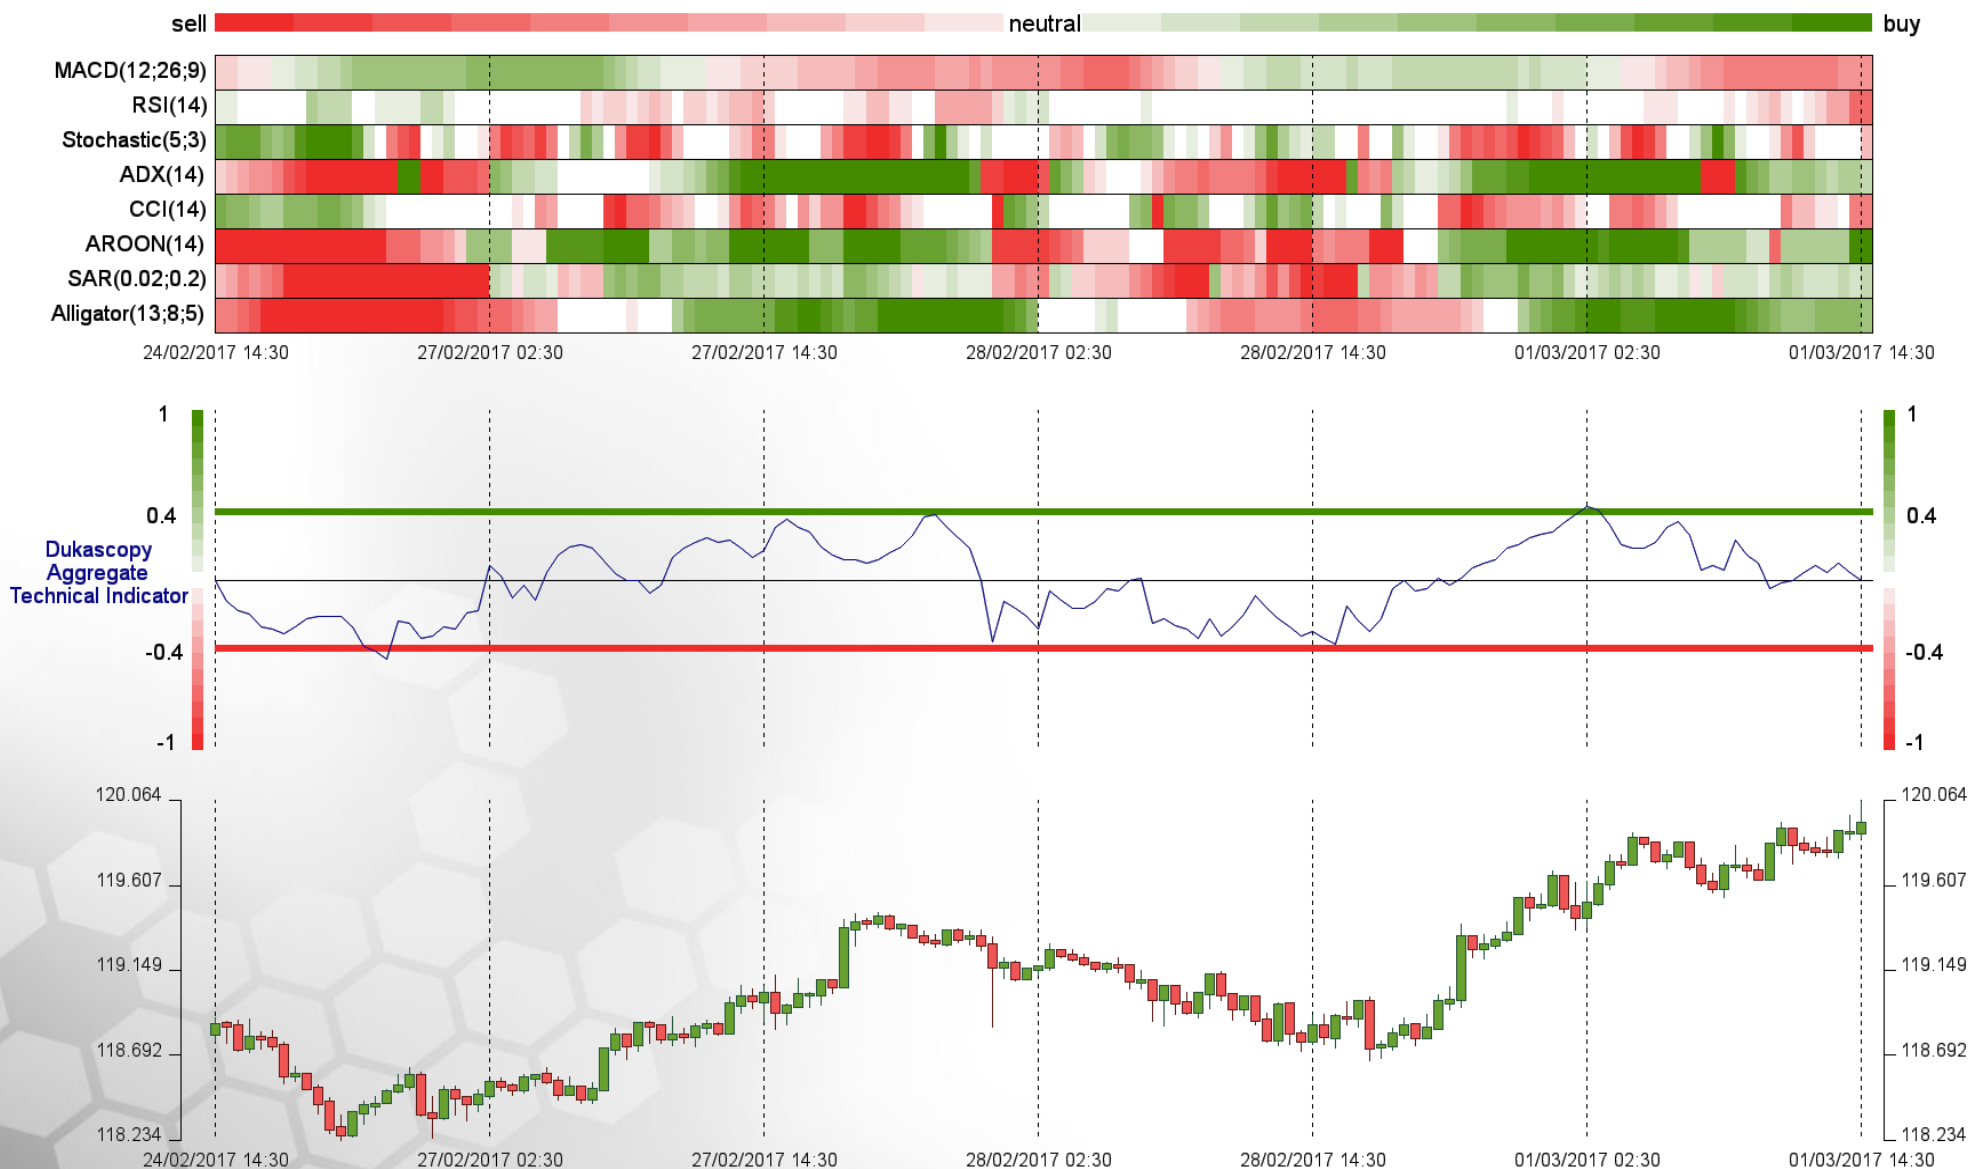 sell neutral buy
MACD(12;26;9)
RSI(14)
Stochastic(5;3)
ADX(14)
CCI(14)
AROON(14)
SAR(0.02;0.2)
Alligator(13;8;5)
24/02/2017 14:30 27/02/2017 02:30 27/02/2017 14:30 28/02/2017 02:30 28/02/2017 14:30 01/03/2017 02:30 01/03/2017 14:30
1 1
0.4 0.4
Dukascopy
Aggregate
Technical Indicator
-0.4 -0.4
-1 -1
120.064 120.064
119.607 119.607
119.149 119.149
118.692 118.692
118.234 118.234
24/02/2017 14:30 27/02/2017 02:30 27/02/2017 14:30 28/02/2017 02:30 28/02/2017 14:30 01/03/2017 02:30 01/03/2017 14:30